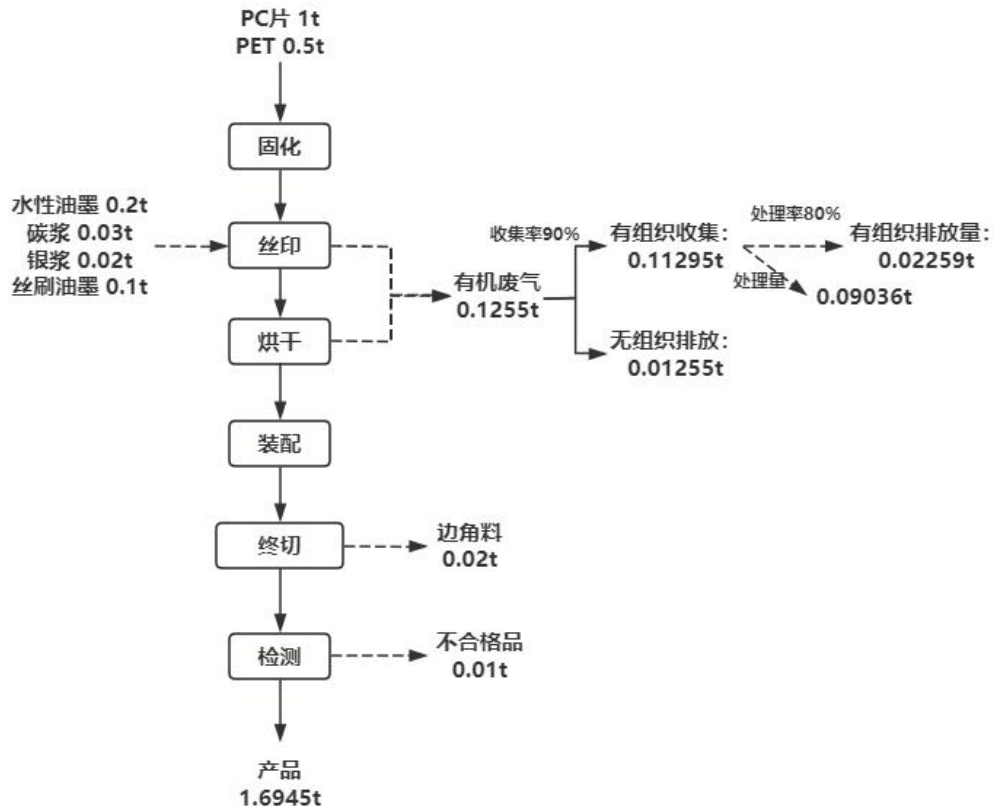 PC片 1t
PET 0.5t
固化
水性油墨 0.2t
碳浆 0.03t
银浆 0.02t
丝刷油墨 0.1t
丝印
烘干
有机废气
0.1255t
收集率90%
有组织收集：
0.11295t
处理率80%
有组织排放量：
0.02259t
处理量
0.09036t
无组织排放：
0.01255t
装配
终切
边角料
0.02t
检测
不合格品
0.01t
产品
1.6945t